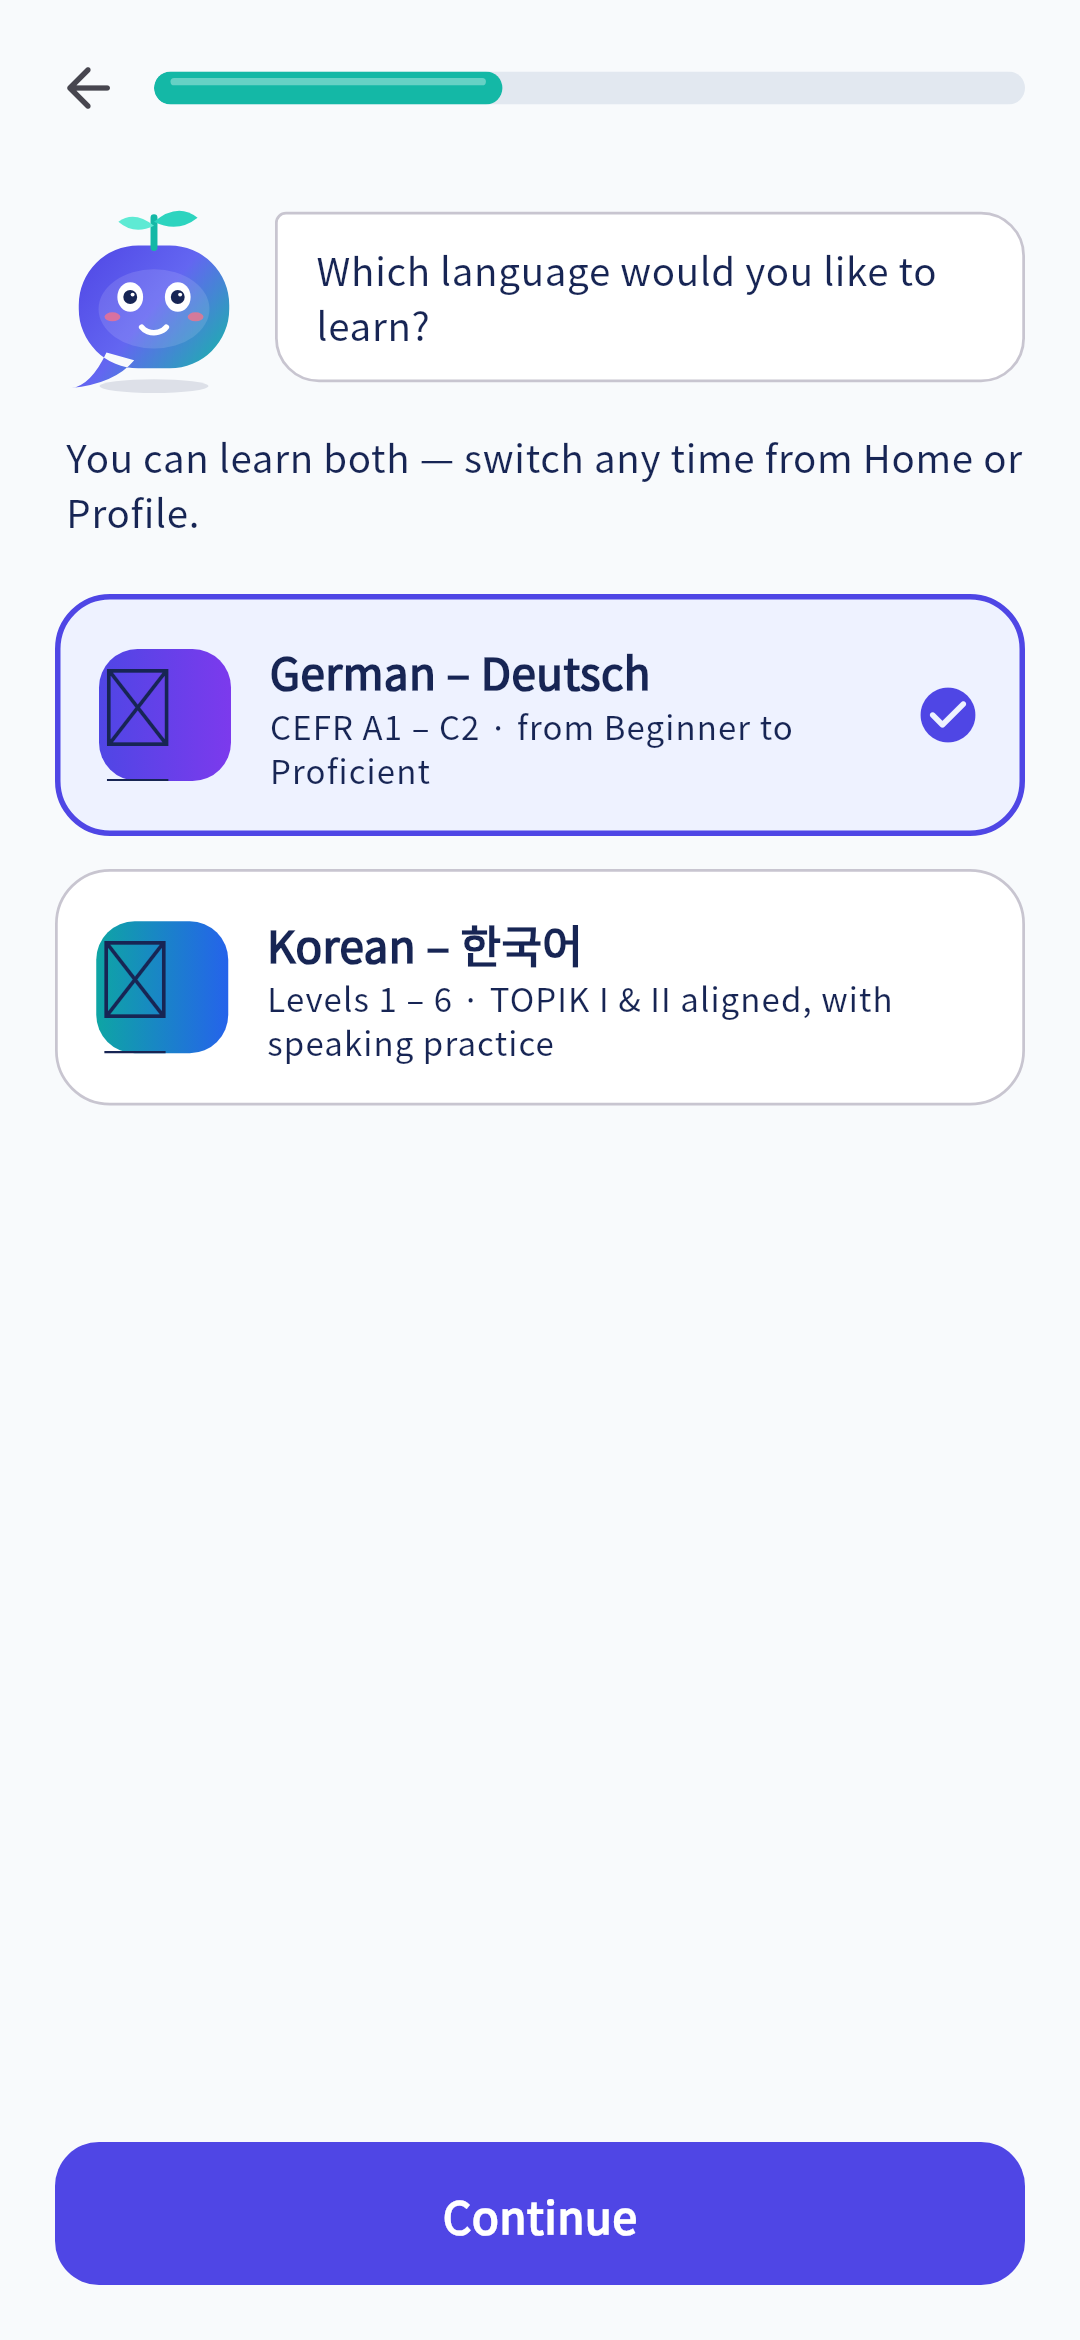 Which language would you like to
learn?
You can learn both — switch any time from Home or
Profile.
German – Deutsch
CEFR A1 – C2 · from Beginner to
Proficient
Korean – 한국어
Levels 1 – 6 · TOPIK I & II aligned, with
speaking practice
Continue